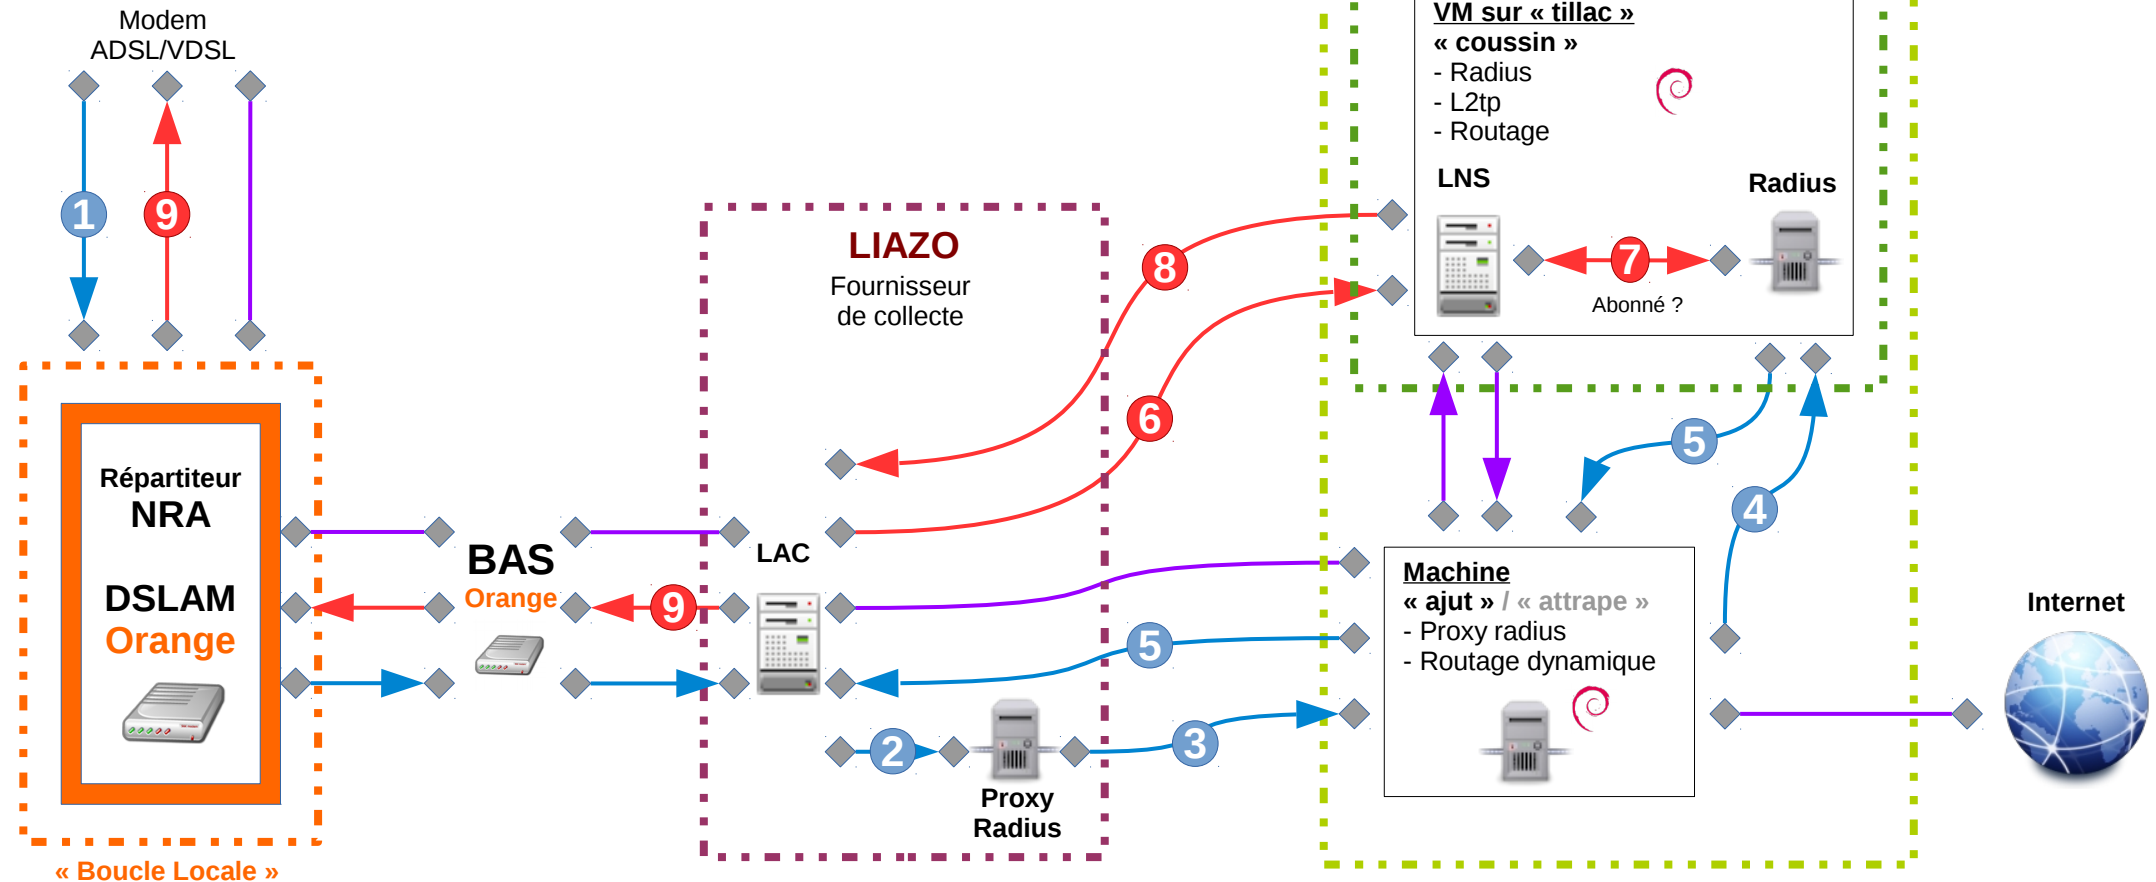 Modem
ADSL/VDSL
1
9
VM sur « tillac »
« coussin »
- Radius
- L2tp
- Routage
LNS
Radius
7
Abonné ?
LIAZO
Fournisseur
de collecte
8
6
5
4
Répartiteur
NRA
DSLAM
Orange
BAS
Orange
9
LAC
5
2
3
Proxy
Radius
Machine
« ajut » / « attrape »
- Proxy radius
- Routage dynamique
Internet
« Boucle Locale »